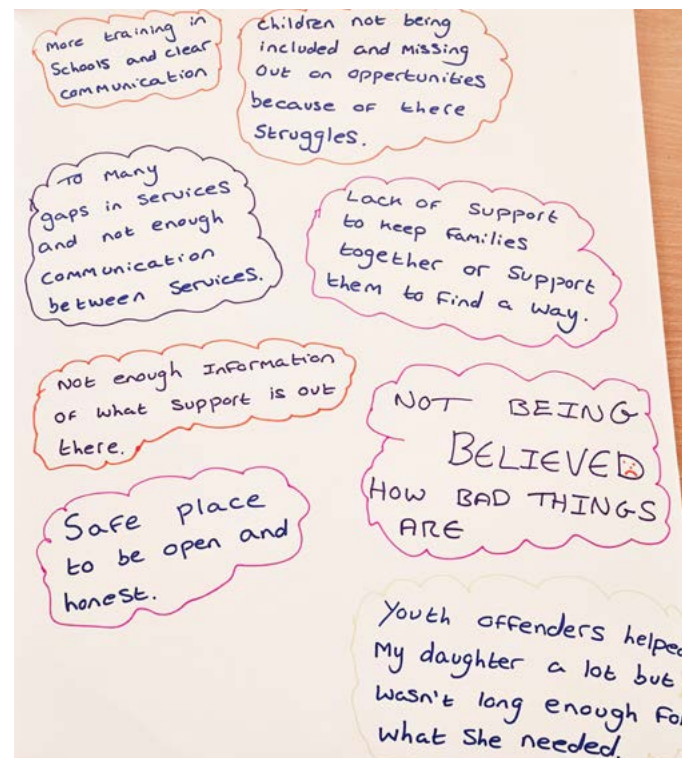 More training in
Schools and clear
communication
children not being
included and missing
out on oppertunities
because of there
struggles.
To Many
gaps in services
and not enough
communication
between services.
Lack of support
to keep families
together or support
them to find a way.
Not enough Information
of what support is out
there.
NOT BEING
BELIEVED
HOW BAD THINGS
ARE
Safe place
to be open and
honest.
Youth offenders helped
My daughter a lot but
wasn't long enough for
what she needed.